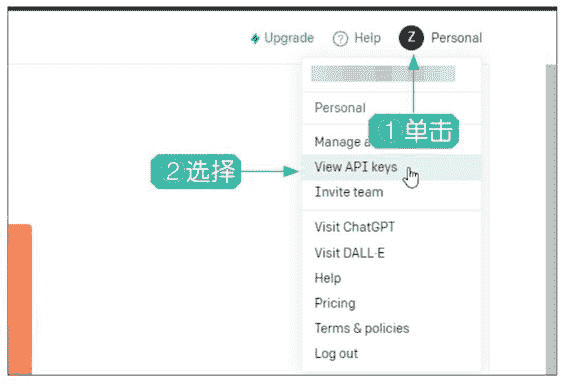 Upgrade Help Z Personal
Personal
①单击
Manage a
②选择
View API keys
Invite team
Visit ChatGPT
Visit DALL·E
Help
Pricing
Terms & policies
Log out